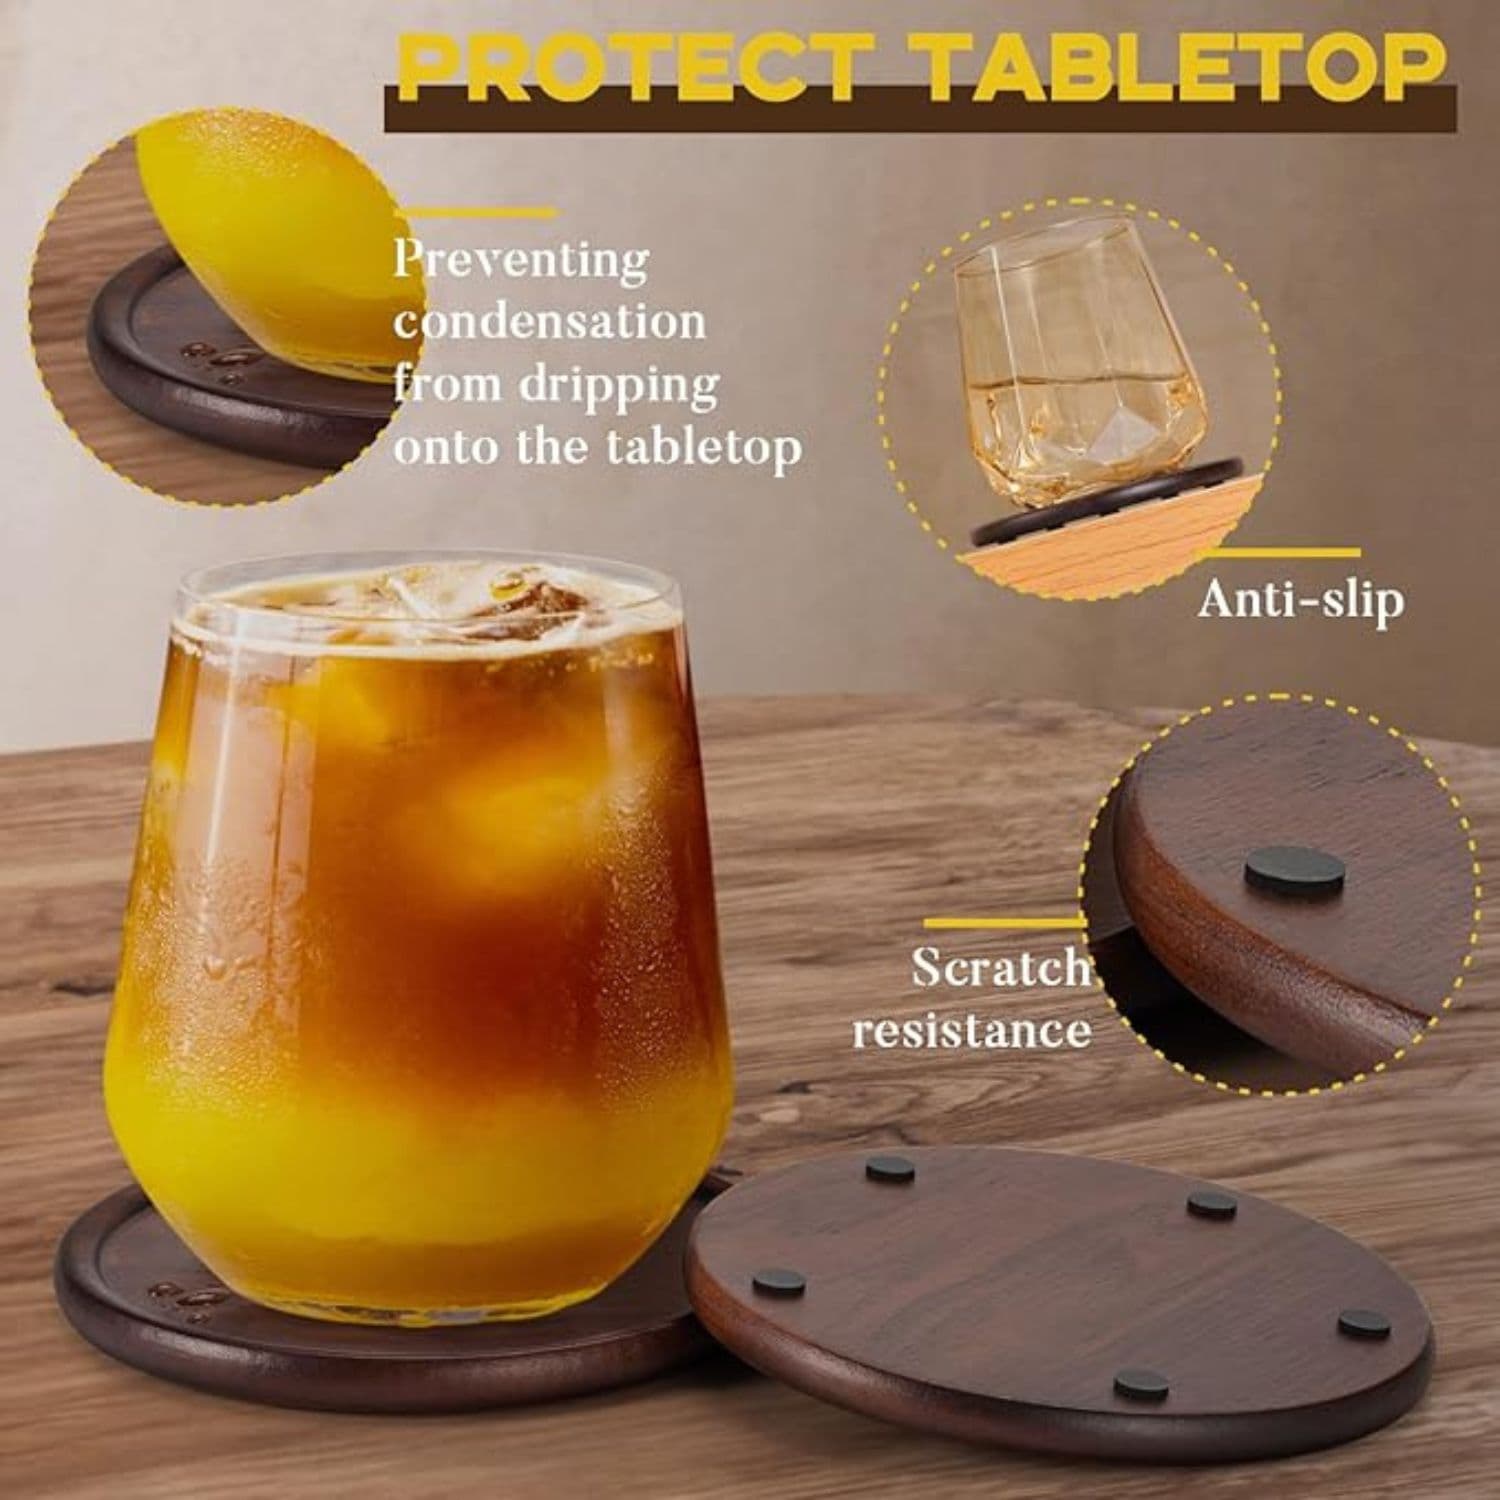 PROTECT TABLETOP
Preventing
condensation
from dripping
onto the tabletop
Anti-slip
Scratch
resistance